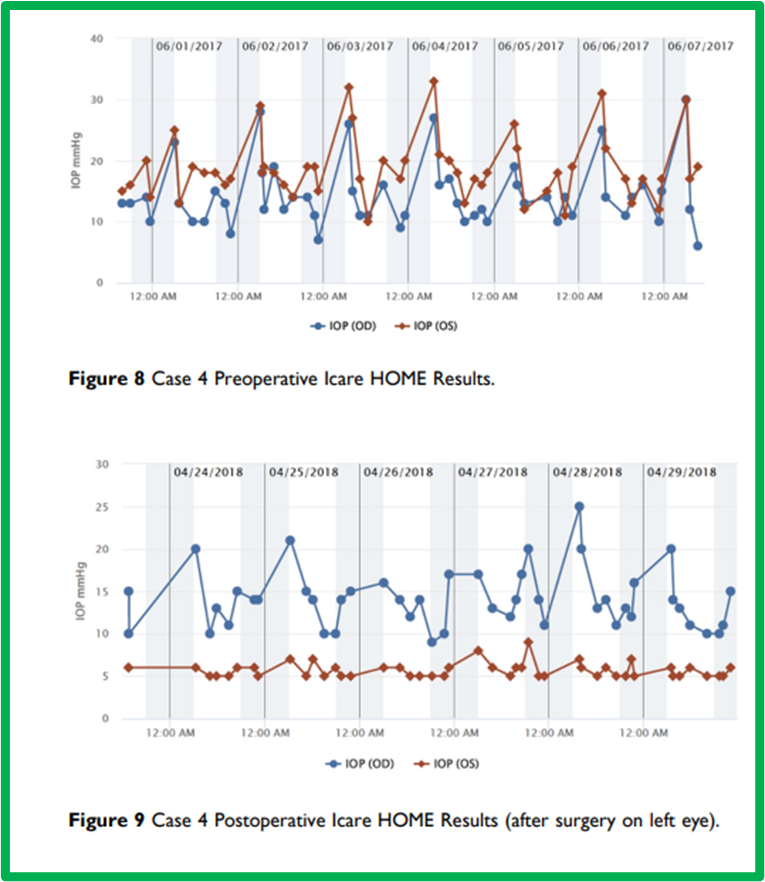 40
06/01/2017 06/02/2017 06/03/2017 06/04/2017 06/05/2017 06/06/2017 06/07/2017
30
IOP mmHg
20
10
0
12:00 AM 12:00 AM 12:00 AM 12:00 AM 12:00 AM 12:00 AM 12:00 AM
IOP (OD) IOP (OS)
Figure 8 Case 4 Preoperative Icare HOME Results.
30
04/24/2018 04/25/2018 04/26/2018 04/27/2018 04/28/2018 04/29/2018
25
20
IOP mmHg
15
10
5
0
12:00 AM 12:00 AM 12:00 AM 12:00 AM 12:00 AM 12:00 AM
IOP (OD) IOP (OS)
Figure 9 Case 4 Postoperative Icare HOME Results (after surgery on left eye).